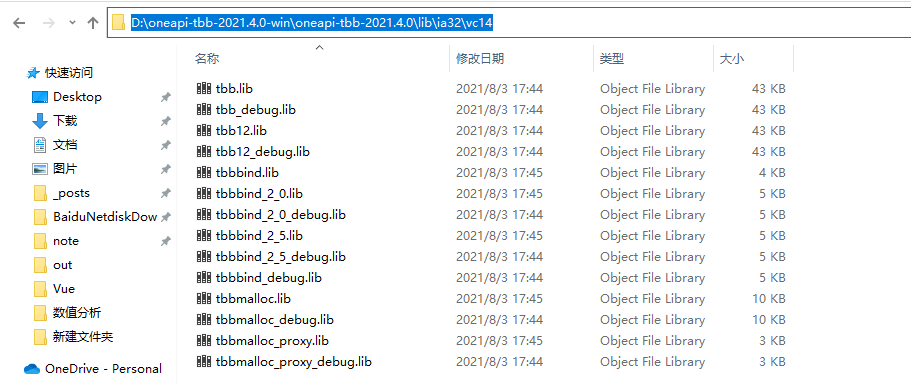 D:\oneapi-tbb-2021.4.0-win\oneapi-tbb-2021.4.0\lib\ia32\vc14
名称 修改日期 类型 大小
快速访问
Desktop
下载
文档
图片
_posts
BaiduNetdiskDow
note
out
Vue
数值分析
新建文件夹
OneDrive - Personal
tbb.lib 2021/8/3 17:44 Object File Library 43 KB
tbb_debug.lib 2021/8/3 17:44 Object File Library 43 KB
tbb12.lib 2021/8/3 17:44 Object File Library 43 KB
tbb12_debug.lib 2021/8/3 17:44 Object File Library 43 KB
tbbbind.lib 2021/8/3 17:45 Object File Library 4 KB
tbbbind_2_0.lib 2021/8/3 17:45 Object File Library 5 KB
tbbbind_2_0_debug.lib 2021/8/3 17:44 Object File Library 5 KB
tbbbind_2_5.lib 2021/8/3 17:45 Object File Library 5 KB
tbbbind_2_5_debug.lib 2021/8/3 17:44 Object File Library 5 KB
tbbbind_debug.lib 2021/8/3 17:44 Object File Library 5 KB
tbbmalloc.lib 2021/8/3 17:45 Object File Library 10 KB
tbbmalloc_debug.lib 2021/8/3 17:44 Object File Library 10 KB
tbbmalloc_proxy.lib 2021/8/3 17:45 Object File Library 3 KB
tbbmalloc_proxy_debug.lib 2021/8/3 17:44 Object File Library 3 KB